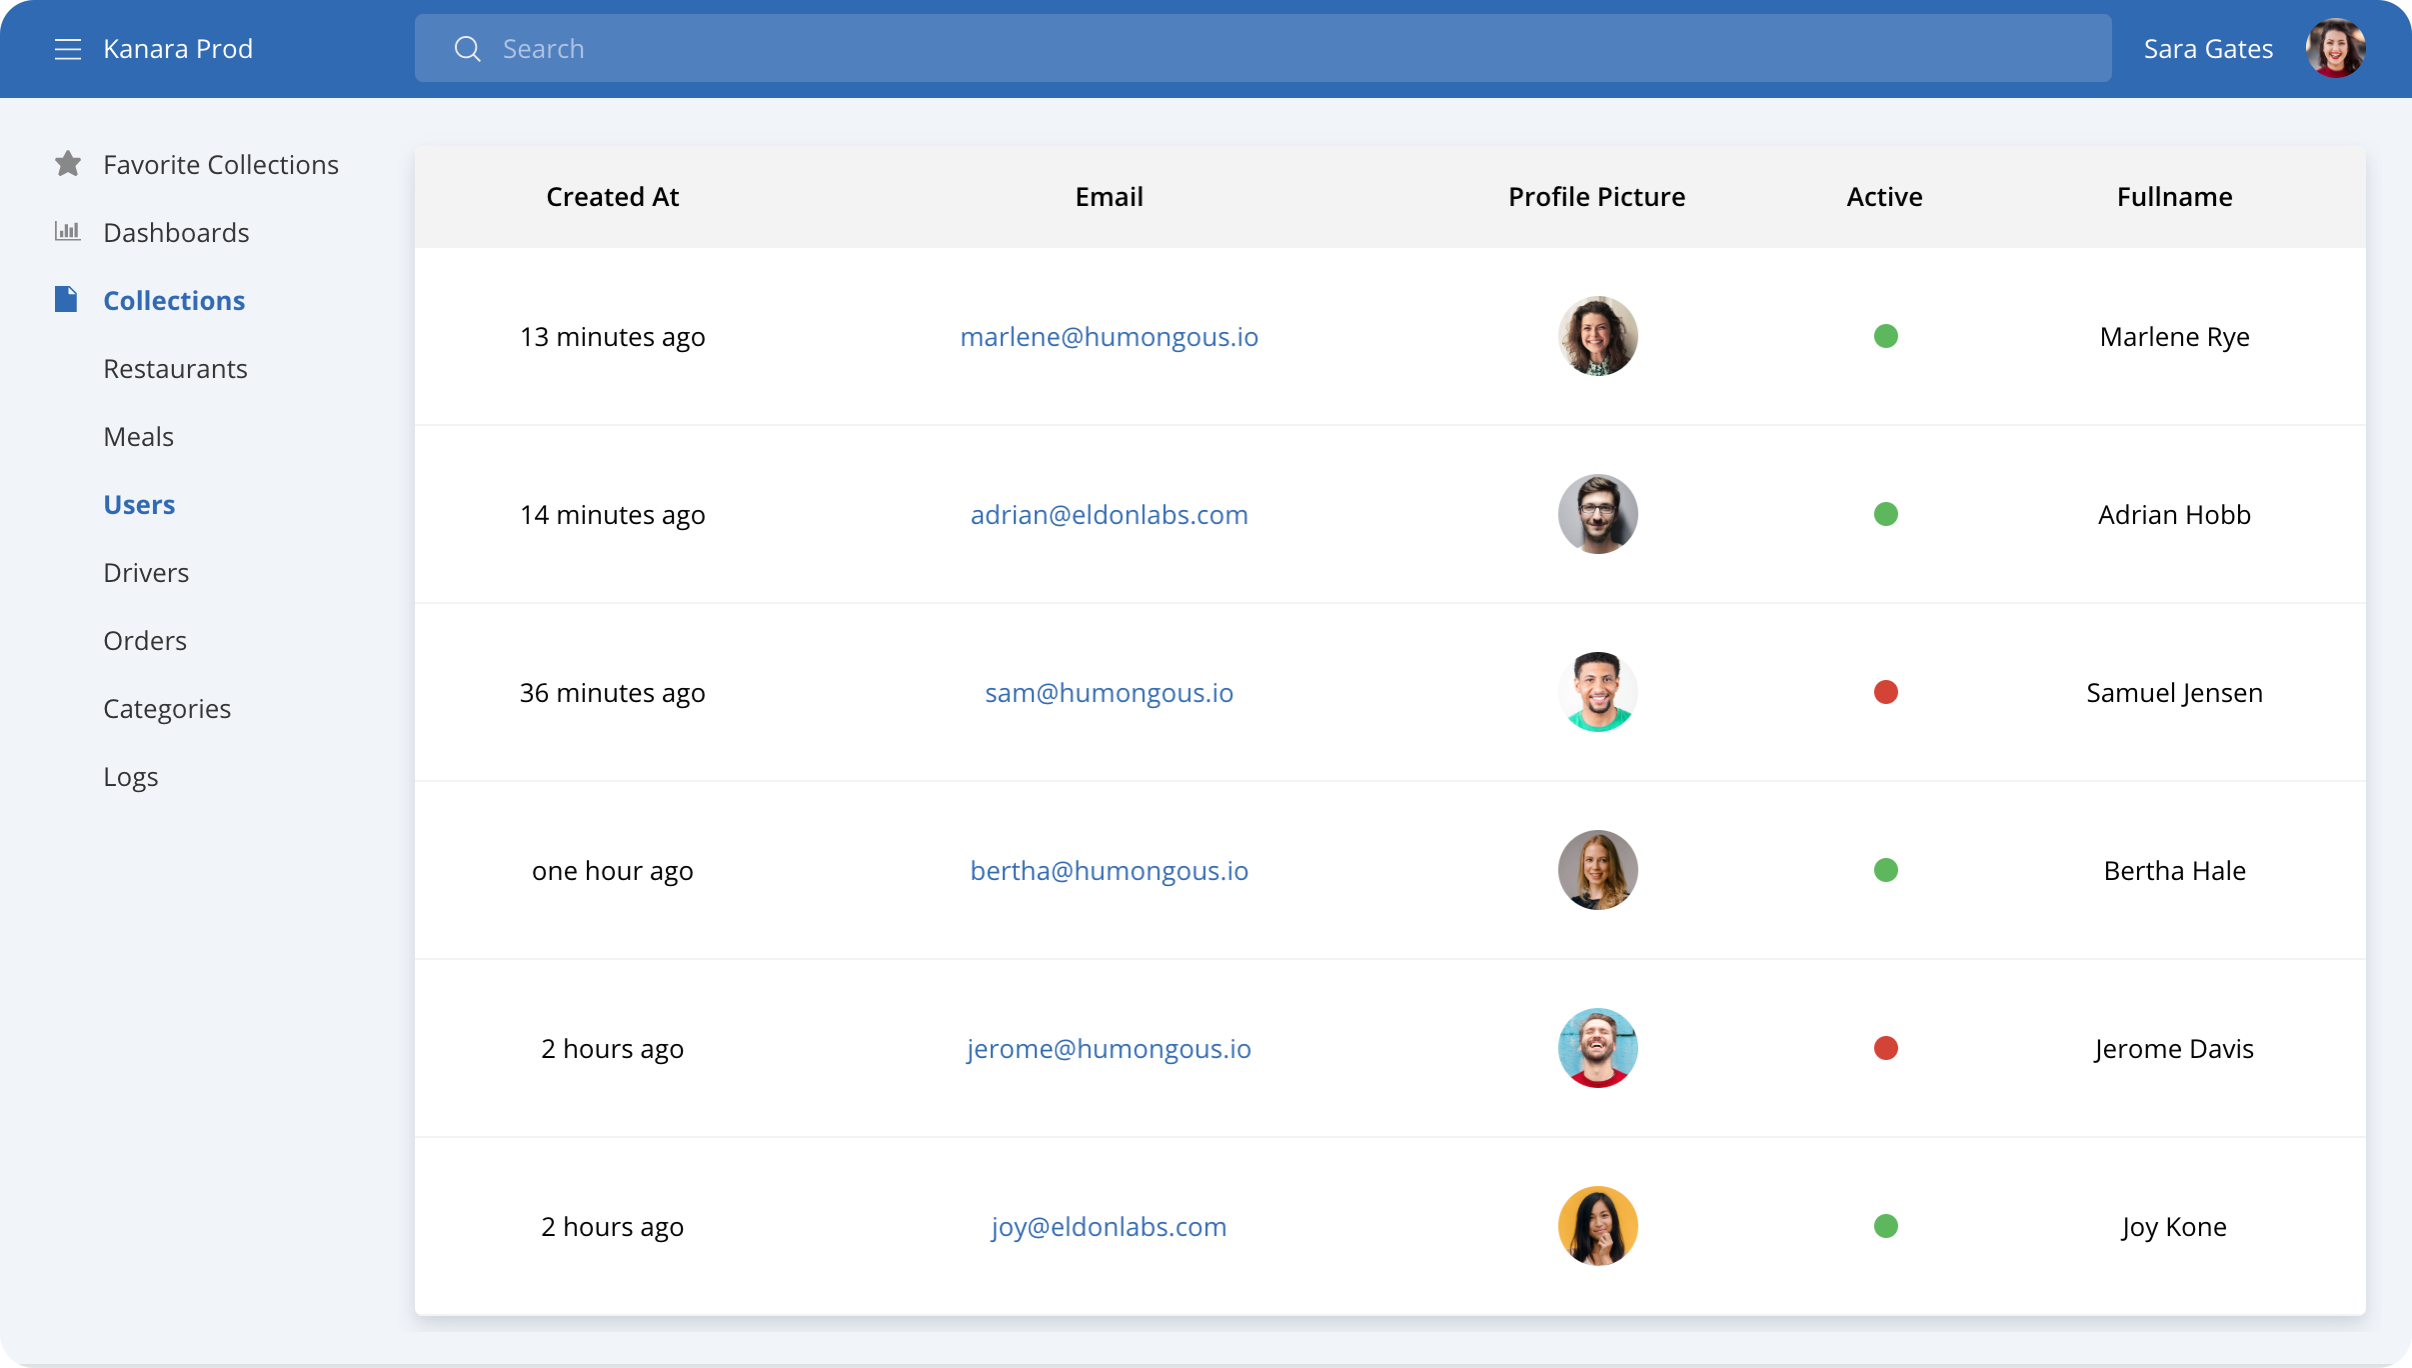 Kanara Prod
Search
Sara Gates
Favorite Collections
Dashboards
Collections
Restaurants
Meals
Users
Drivers
Orders
Categories
Logs
Created At Email Profile Picture Active Fullname
13 minutes ago marlene@humongous.io Marlene Rye
14 minutes ago adrian@eldonlabs.com Adrian Hobb
36 minutes ago sam@humongous.io Samuel Jensen
one hour ago bertha@humongous.io Bertha Hale
2 hours ago jerome@humongous.io Jerome Davis
2 hours ago joy@eldonlabs.com Joy Kone